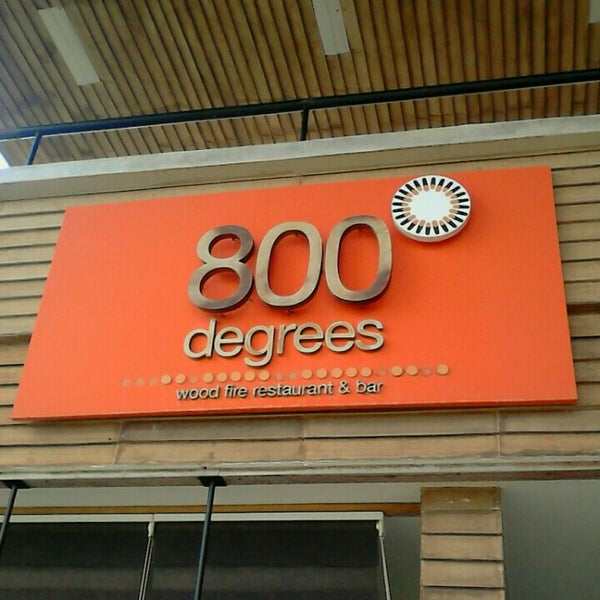 800
degrees
wood fire restaurant & bar